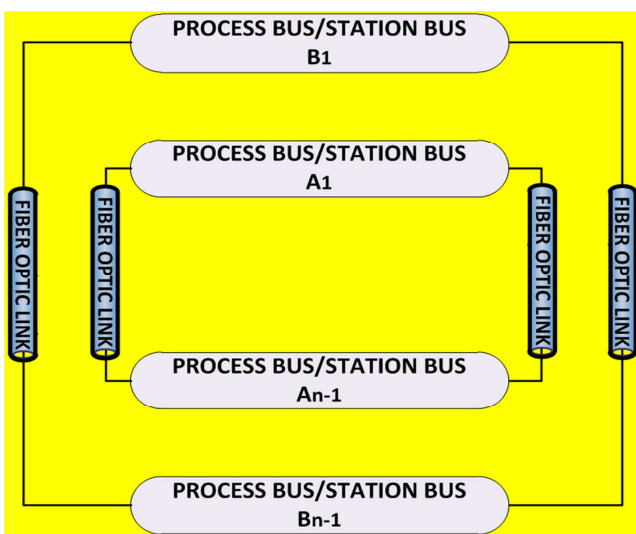 PROCESS BUS/STATION BUS
B1
PROCESS BUS/STATION BUS
A1
FIBER OPTIC LINK
FIBER OPTIC LINK
FIBER OPTIC LINK
FIBER OPTIC LINK
PROCESS BUS/STATION BUS
An-1
PROCESS BUS/STATION BUS
Bn-1